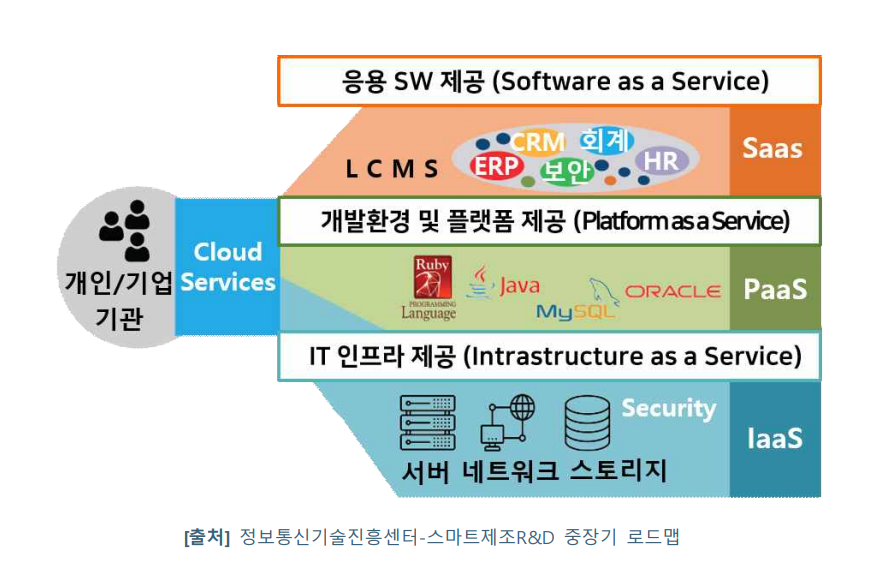 응용 SW 제공 (Software as a Service)
L C M S
CRM 회계
ERP 보안 HR
Saas
개발환경 및 플랫폼 제공 (Platform as a Service)
개인/기업
기관
Cloud
Services
Ruby
PROGRAMMING
Language
Java
MySQL
ORACLE
PaaS
IT 인프라 제공 (Intrastructure as a Service)
Security
서버 네트워크 스토리지
IaaS
[출처] 정보통신기술진흥센터-스마트제조R&D 중장기 로드맵